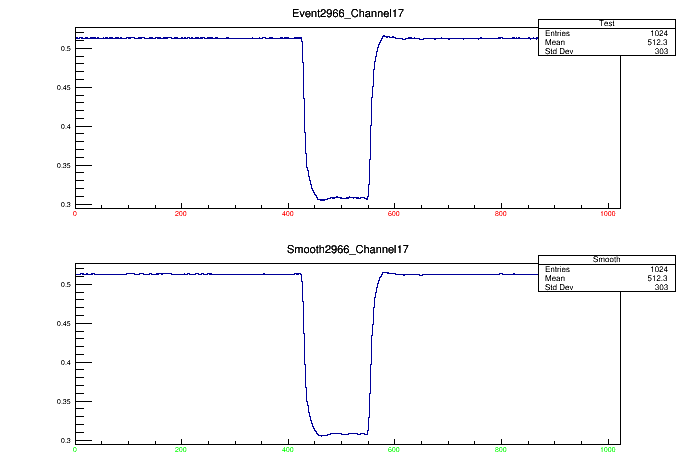 Event2966_Channel17
Test
Entries 1024
Mean 512.3
Std Dev 303
0.5
0.45
0.4
0.35
0.3
0 200 400 600 800 1000
Smooth2966_Channel17
Smooth
Entries 1024
Mean 512.3
Std Dev 303
0.5
0.45
0.4
0.35
0.3
0 200 400 600 800 1000